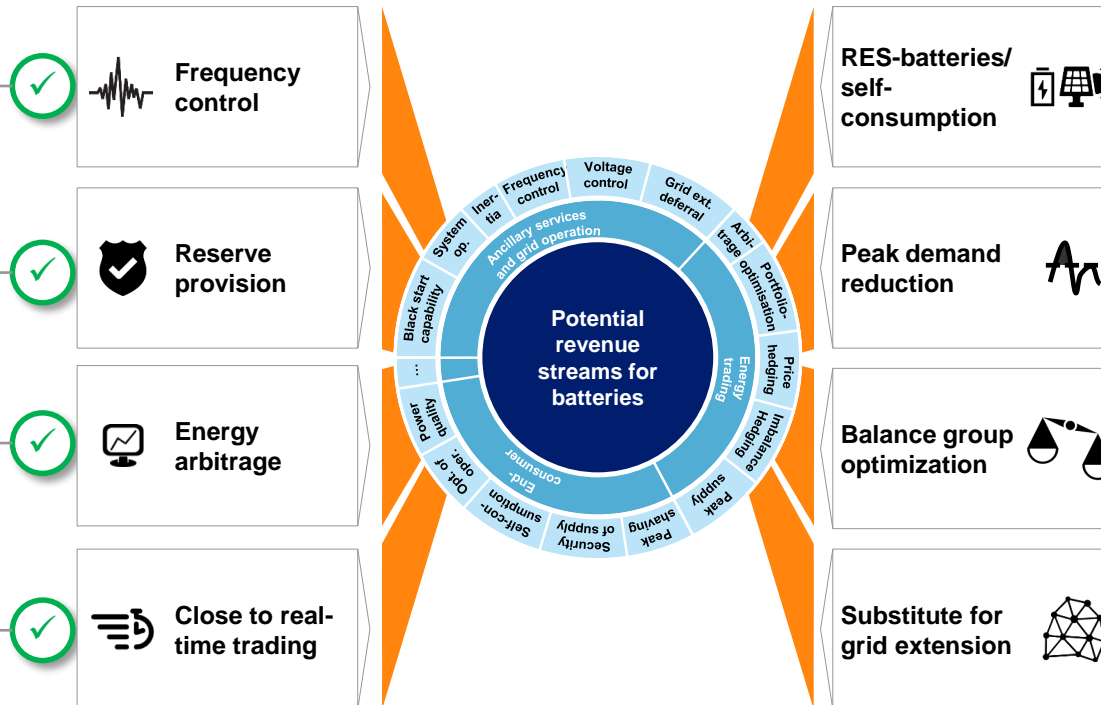 Frequency
control
Reserve
provision
Energy
arbitrage
Close to real-
time trading
Potential
revenue
streams for
batteries
Ancillary services
and grid operation
Energy
trading
End-
consumer
Black start
capability
System
op.
Iner-
tia
Frequency
control
Voltage
control
Grid ext.
deferral
Arbi-
trage
Portfolio-
optimisation
Price
hedging
Imbalance
Hedging
Peak
supply
Peak
shaving
Security
of supply
Self-con-
sumption
Opt. of
oper.
Power
quality
...
RES-batteries/
self-
consumption
Peak demand
reduction
Balance group
optimization
Substitute for
grid extension